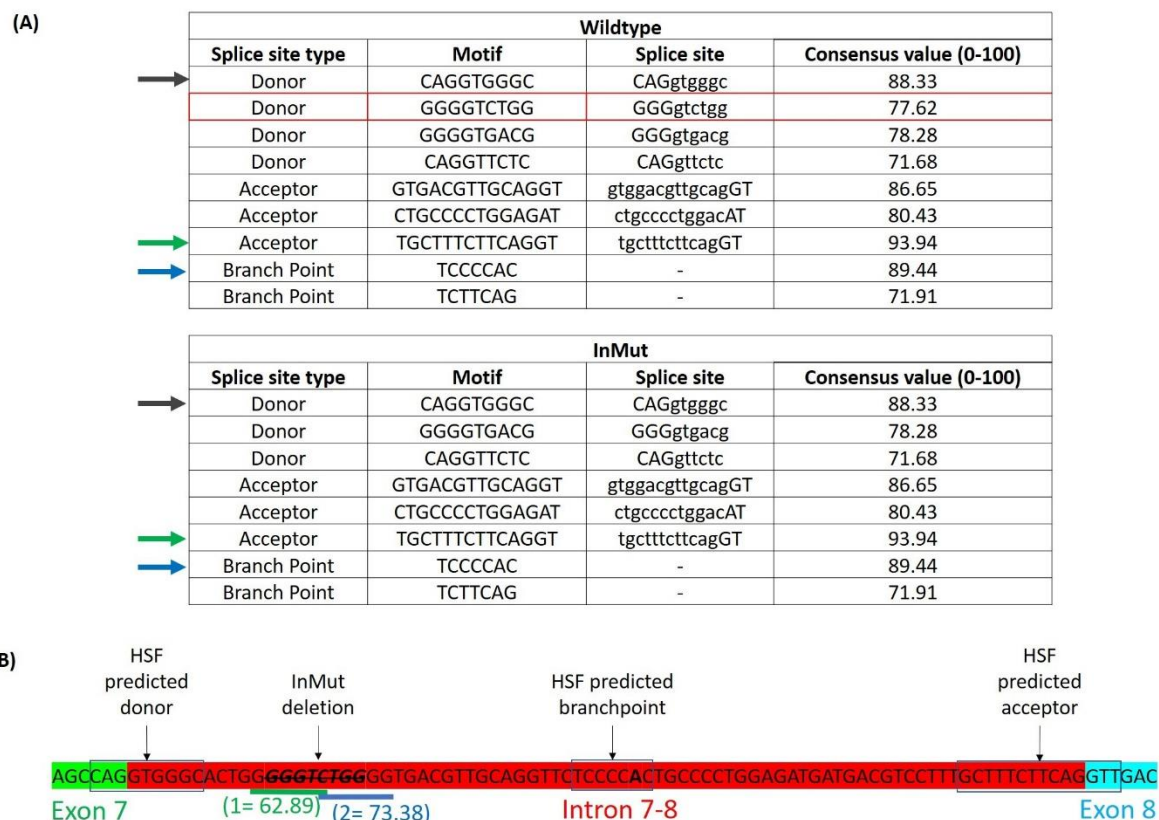 (A)
Wildtype
Splice site type Motif Splice site Consensus value (0-100)
Donor CAGGTGGGC CAGgtgggc 88.33
Donor GGGGTCTGG GGGgtctgg 77.62
Donor GGGGTGACG GGGgtgacg 78.28
Donor CAGGTTCTC CAGgttctc 71.68
Acceptor GTGACGTTGCAGGT gtggacgttgcagGT 86.65
Acceptor CTGCCCCTGGAGAT ctgcccctggacAT 80.43
Acceptor TGCTTTCTTCAGGT tgctttcttcagGT 93.94
Branch Point TCCCCAC - 89.44
Branch Point TCTTCAG - 71.91
InMut
Splice site type Motif Splice site Consensus value (0-100)
Donor CAGGTGGGC CAGgtgggc 88.33
Donor GGGGTGACG GGGgtgacg 78.28
Donor CAGGTTCTC CAGgttctc 71.68
Acceptor GTGACGTTGCAGGT gtggacgttgcagGT 86.65
Acceptor CTGCCCCTGGAGAT ctgcccctggacAT 80.43
Acceptor TGCTTTCTTCAGGT tgctttcttcagGT 93.94
Branch Point TCCCCAC - 89.44
Branch Point TCTTCAG - 71.91
B)
HSF
predicted
donor
InMut
deletion
HSF predicted
branchpoint
HSF
predicted
acceptor
AGCCAGGTGGGCACTGGGGGTCTGGGGTGACGTTGCAGGTTCTCCCCACTGCCCCTGGAGATGATGACGTCCTTTGCTTTCTTCAGGTTGAC
Exon 7 (1= 62.89) (2= 73.38) Intron 7-8 Exon 8